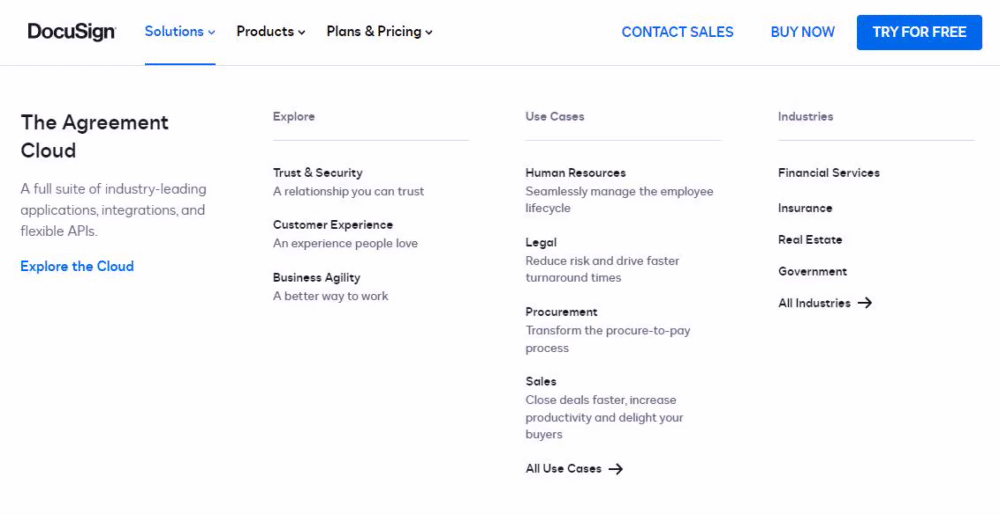 DocuSign
Solutions
Products
Plans & Pricing
CONTACT SALES
BUY NOW
TRY FOR FREE
The Agreement
Cloud
A full suite of industry-leading
applications, integrations, and
flexible APIs.
Explore the Cloud
Explore
Trust & Security
A relationship you can trust
Customer Experience
An experience people love
Business Agility
A better way to work
Use Cases
Human Resources
Seamlessly manage the employee
lifecycle
Legal
Reduce risk and drive faster
turnaround times
Procurement
Transform the procure-to-pay
process
Sales
Close deals faster, increase
productivity and delight your
buyers
All Use Cases →
Industries
Financial Services
Insurance
Real Estate
Government
All Industries →